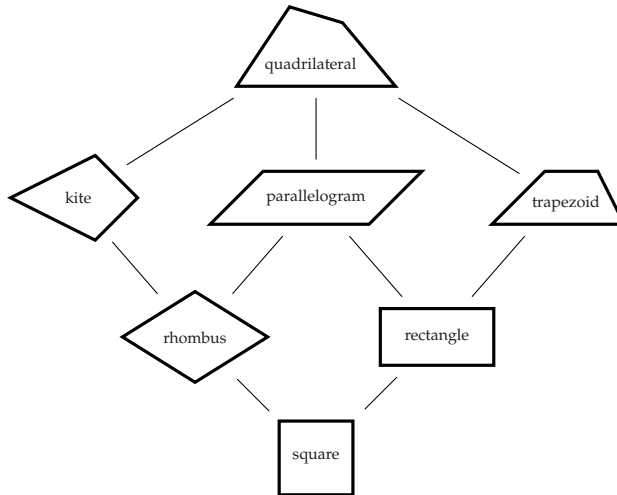 quadrilateral
kite
parallelogram
trapezoid
rhombus
rectangle
square